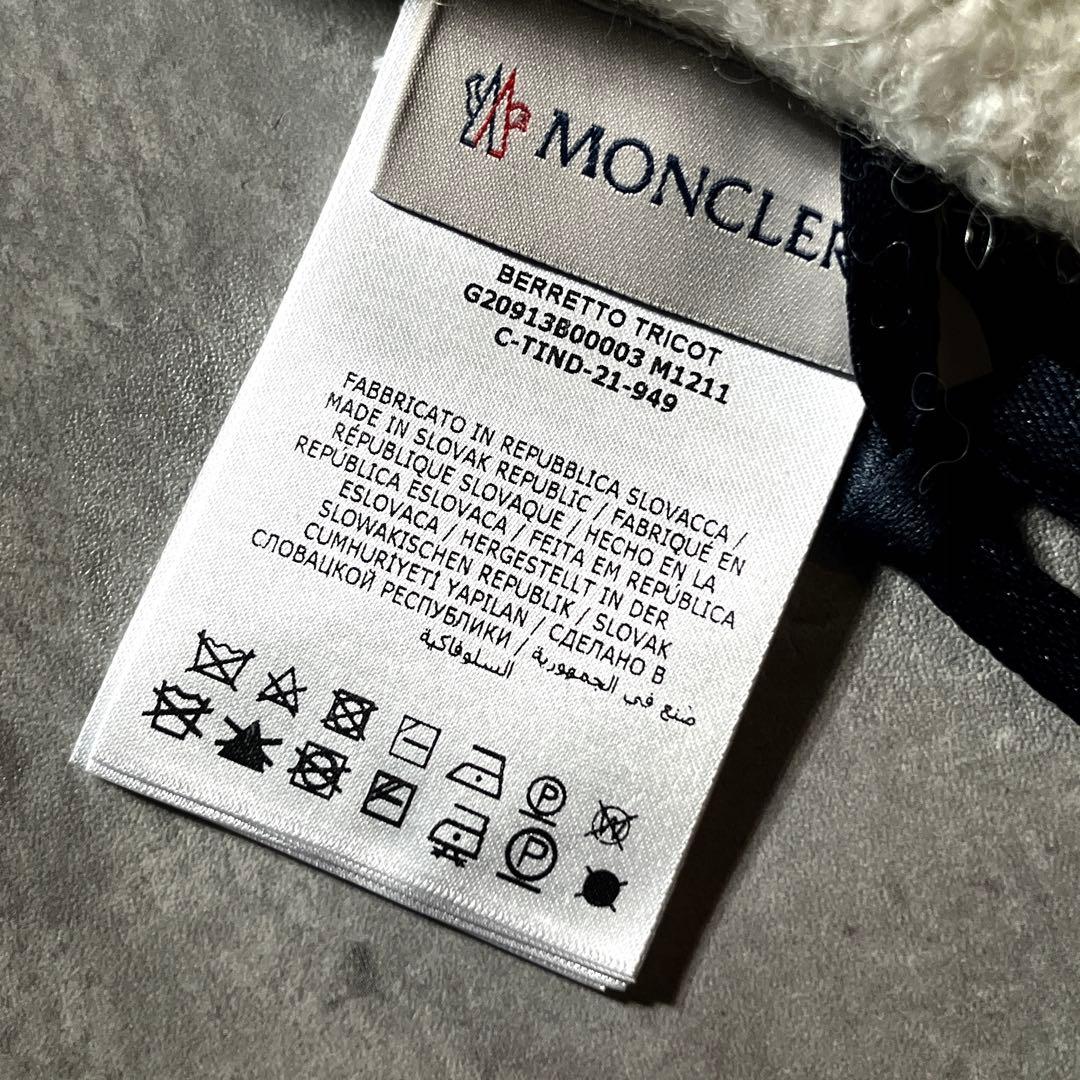 MONCLER
BERRETTO TRICOT
G20913B00003 M1211
C-TIND-21-949
FABBRICATO IN REPUBBLICA SLOVACCA /
MADE IN SLOVAK REPUBLIC / FABRIQUÉ EN
RÉPUBLIQUE SLOVAQUE / HECHO EN LA
REPÚBLICA ESLOVACA / FEITA EM REPÚBLICA
ESLOVACA / HERGESTELLT IN DER
SLOWAKISCHEN REPUBLIK / SLOVAK
CUMHURİYETİ YAPILAN / СДЕЛАНО В
СЛОВАЦКОЙ РЕСПУБЛИКИ / صنع في الجمهورية
السلوفاكية
P W
P